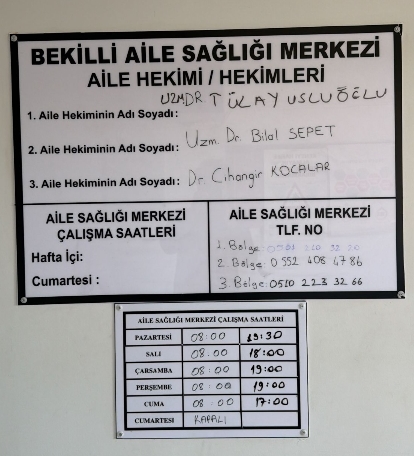 BEKİLLİ AİLE SAĞLIĞI MERKEZİ
AİLE HEKİMİ / HEKİMLERİ
UZMDR TÜLAY USLUOĞLU
1. Aile Hekiminin Adı Soyadı:
2. Aile Hekiminin Adı Soyadı: Uzm. Dr. Bilal SEPET
3. Aile Hekiminin Adı Soyadı: Dr. Cihangir KOCALAR
AİLE SAĞLIĞI MERKEZİ
ÇALIŞMA SAATLERİ
Hafta İçi:
Cumartesi :
AİLE SAĞLIĞI MERKEZİ
TLF. NO
1. Bölge:
2. Bölge: 0 552 408 47 86
3. Bölge: 0510 223 32 66
AİLE SAĞLIĞI MERKEZİ ÇALIŞMA SAATLERİ
PAZARTESİ 08:00 19:30
SALI 08:00 18:00
ÇARŞAMBA 08:00 19:00
PERŞEMBE 08:00 19:00
CUMA 08:00 17:00
CUMARTESİ KAPALI